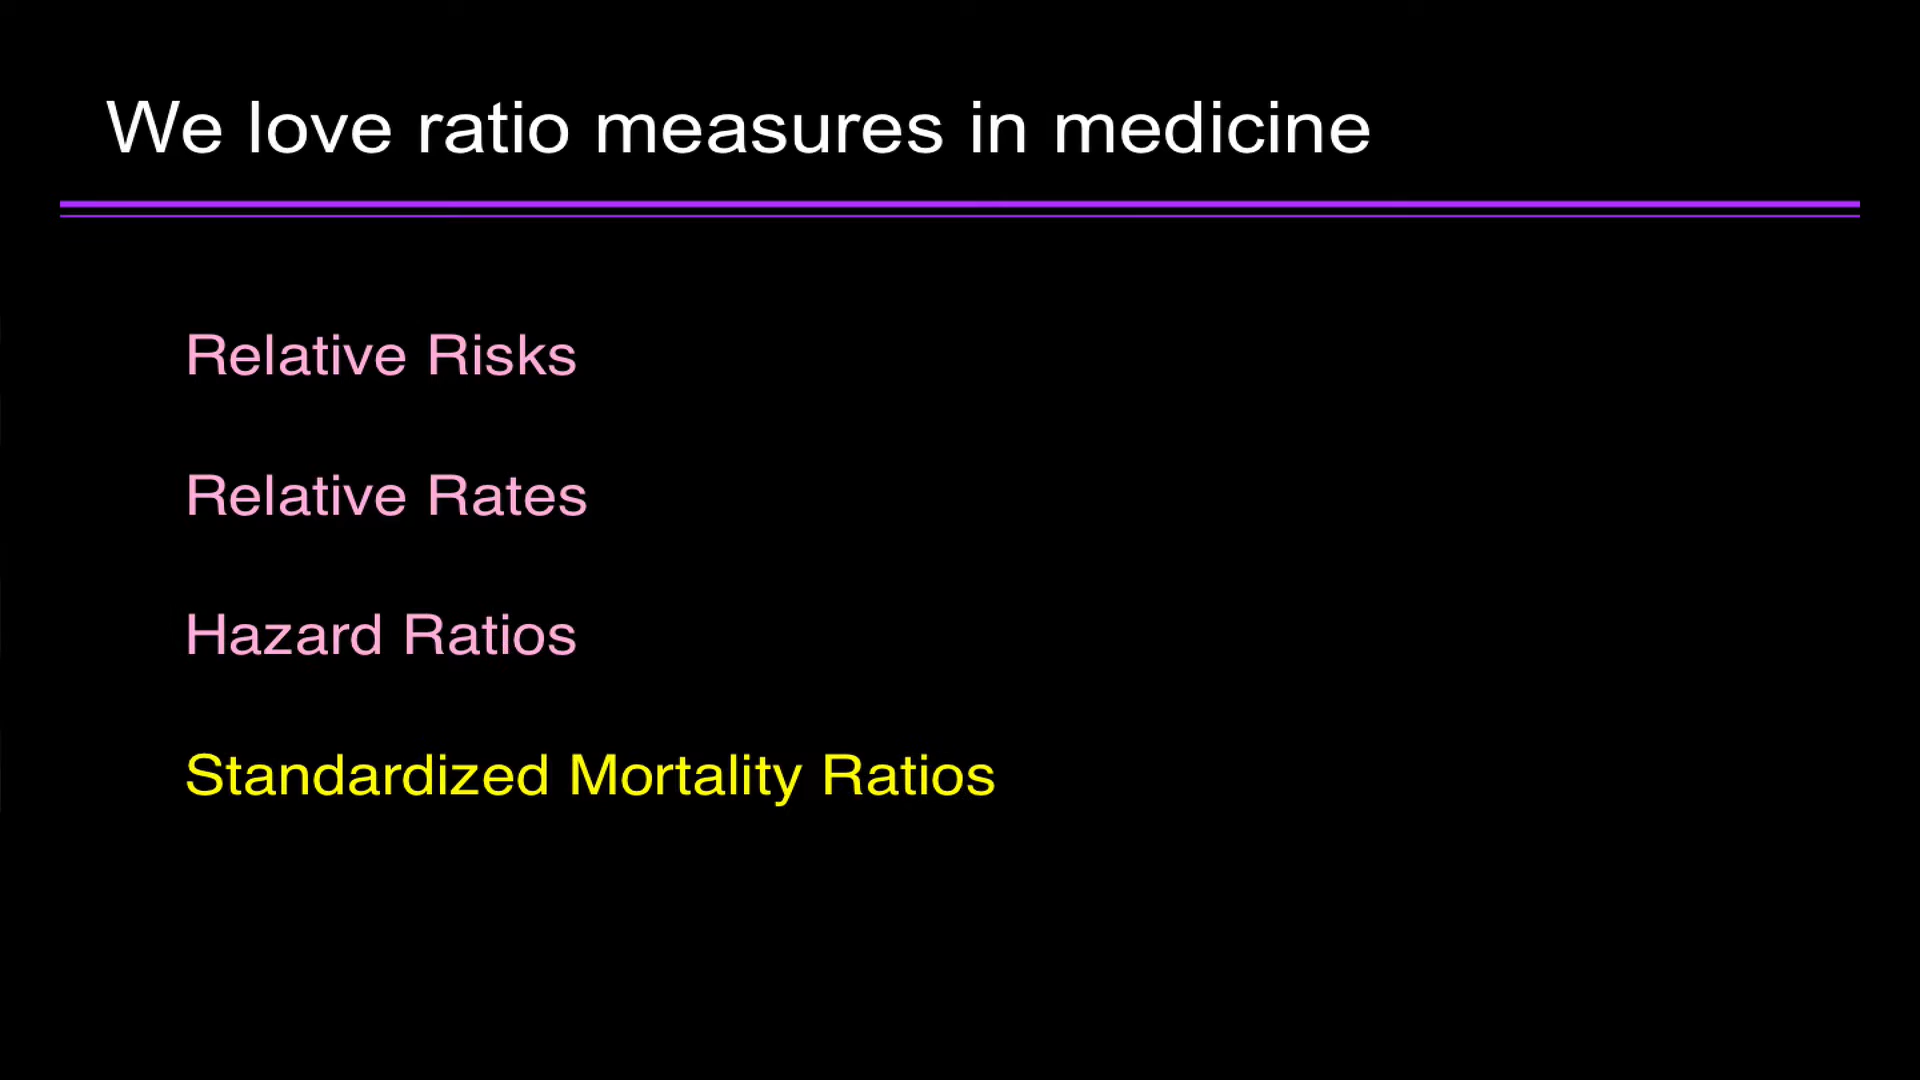 We love ratio measures in medicine
Relative Risks
Relative Rates
Hazard Ratios
Standardized Mortality Ratios